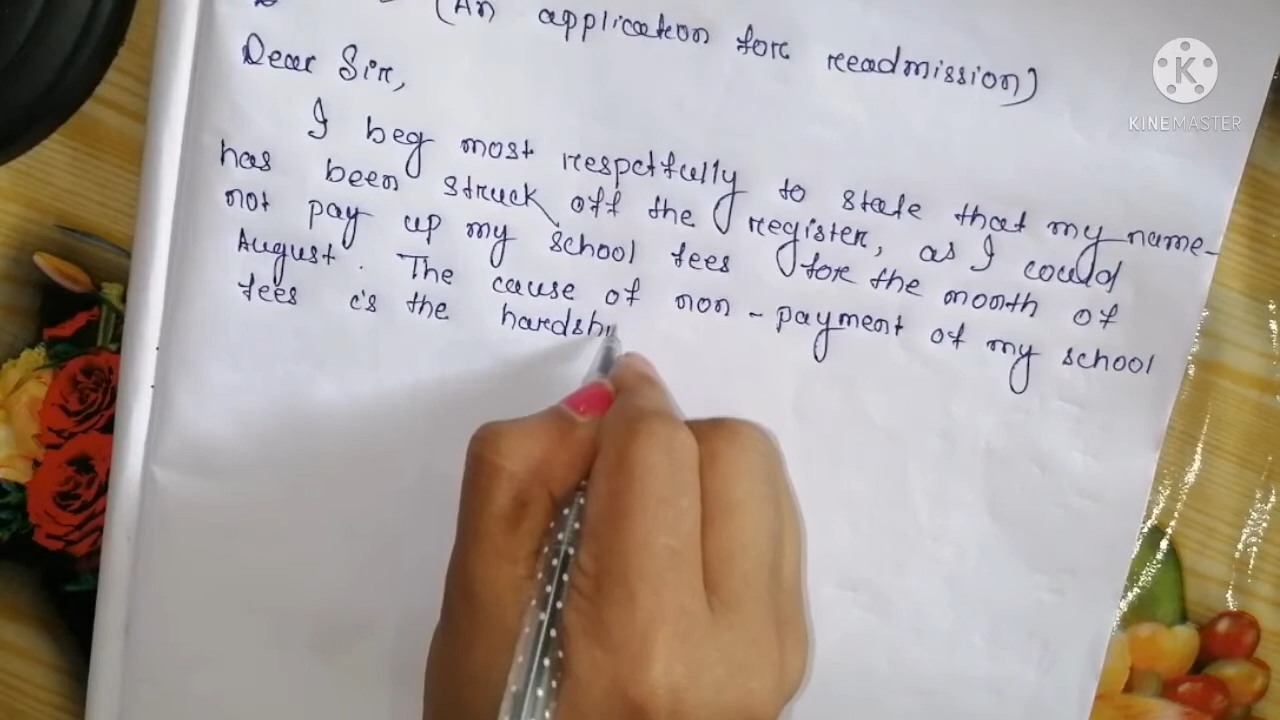 (An application for readmission)
Dear Sir,
I beg most respctfully to state that my name-
has been struck off the register, as I could
not pay up my school fees for the month of
August. The cause of non-payment of my school
fees is the hardshi
KINEMASTER